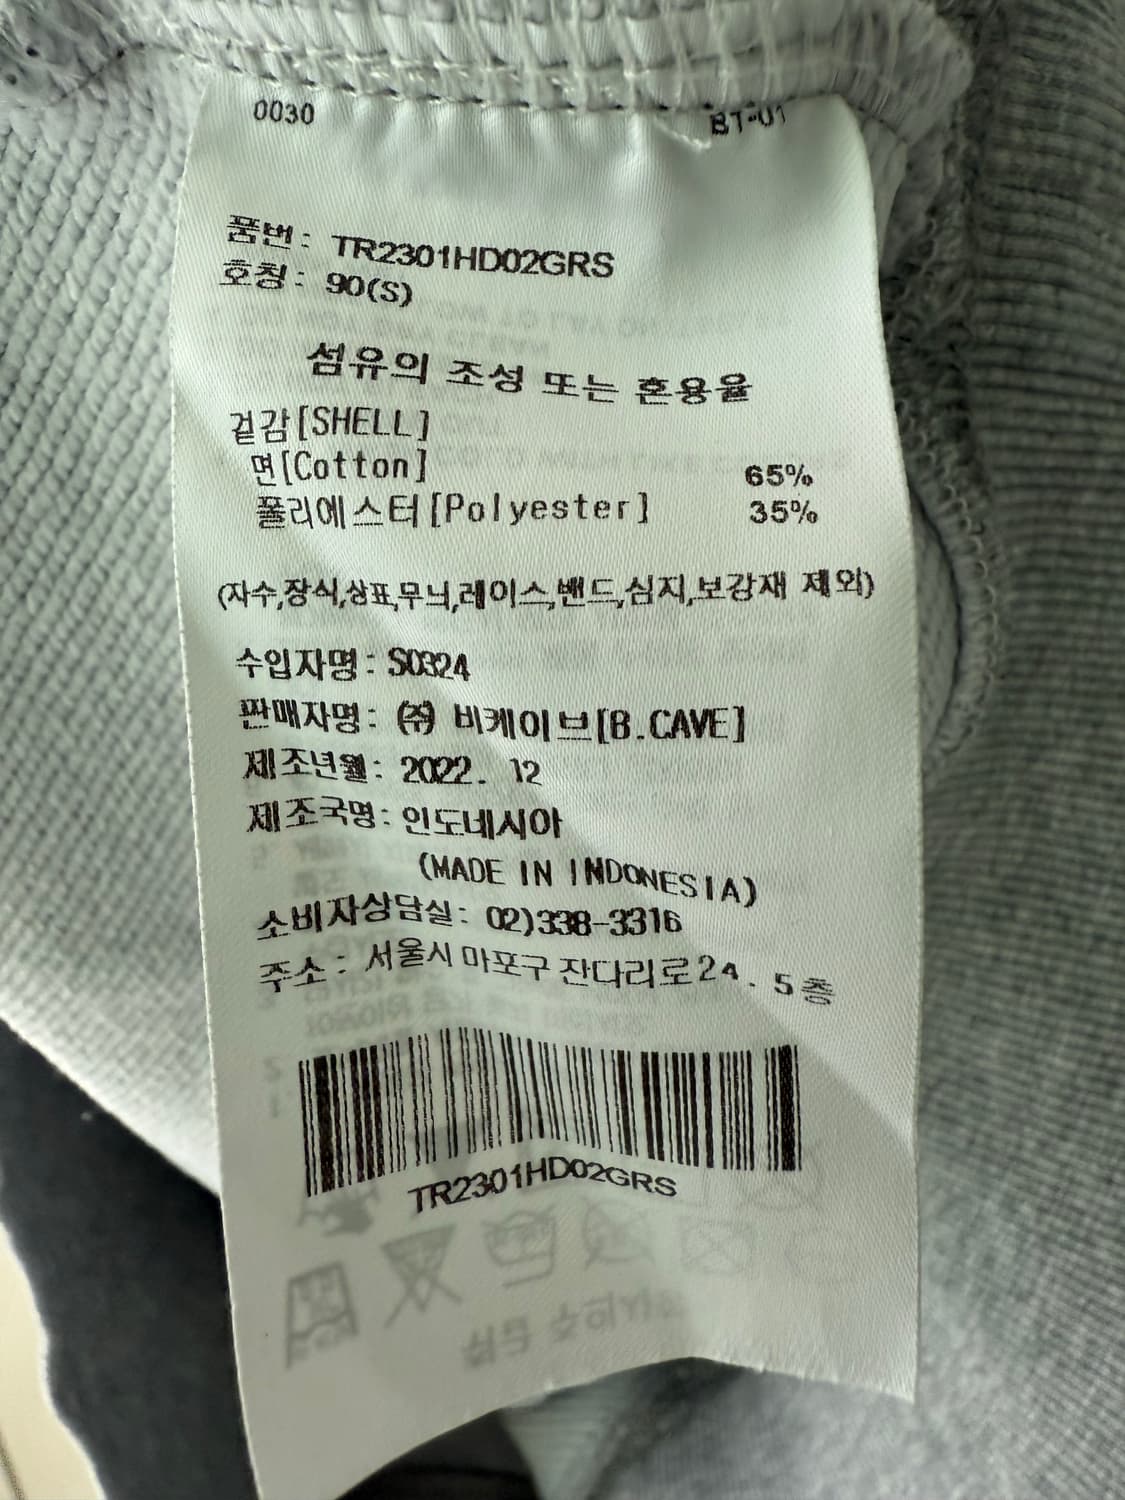 0030 BT-01
품번: TR2301HD02GRS
호칭: 90(S)
섬유의 조성 또는 혼용율
겉감[SHELL]
면[Cotton] 65%
폴리에스터[Polyester] 35%
(자수,장식,상표,무늬,레이스,밴드,심지,보강재 제외)
수입자명: S0324
판매자명: ㈜ 비케이브[B.CAVE]
제조년월: 2022. 12
제조국명: 인도네시아
(MADE IN INDONESIA)
소비자상담실: 02)338-3316
주소: 서울시 마포구 잔다리로24. 5층
TR2301HD02GRS